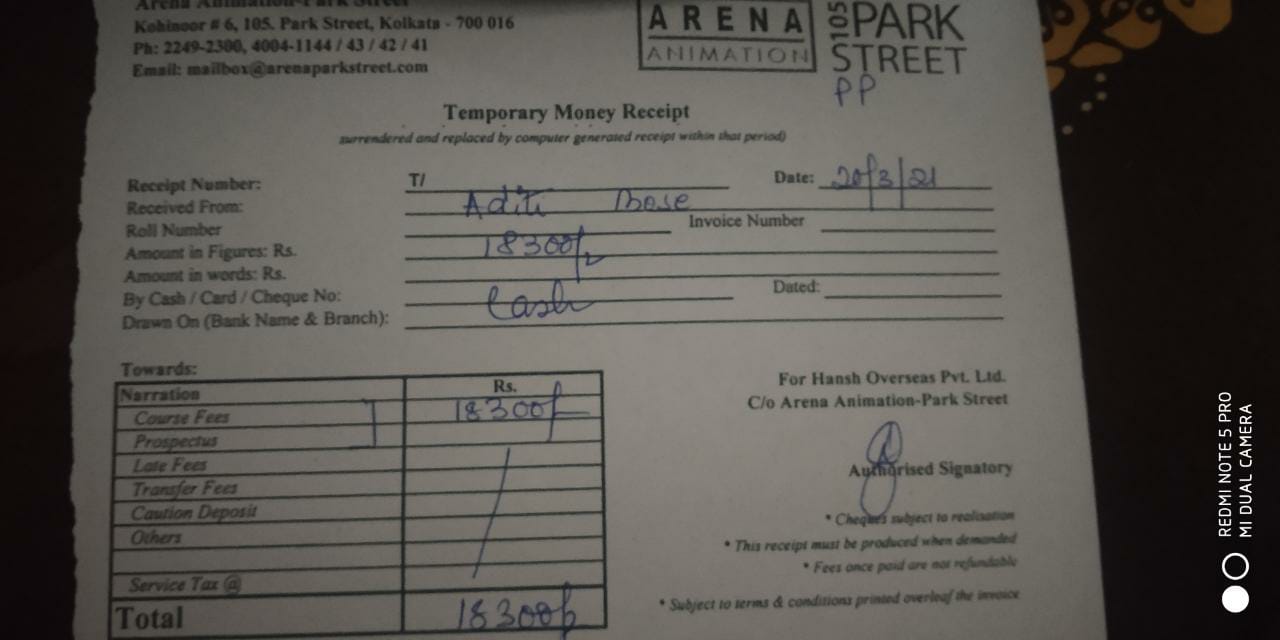 Arena Animation-Park Street
Kohinoor # 6, 105. Park Street, Kolkata - 700 016
Ph: 2249-2300, 4004-1144 / 43 / 42 / 41
Email: mailbox@arenaparkstreet.com
ARENA
ANIMATION
105 PARK
STREET
PP
Temporary Money Receipt
surrendered and replaced by computer generated receipt within that period)
Receipt Number: T/ Date: 20/3/21
Received From: Aditi Bose
Roll Number Invoice Number
Amount in Figures: Rs. 18300/-
Amount in words: Rs.
By Cash / Card / Cheque No: Cash Dated:
Drawn On (Bank Name & Branch):
Towards:
Narration Rs.
Course Fees 18300/-
Prospectus
Late Fees
Transfer Fees
Caution Deposit
Others
Service Tax @
Total 18300/-
For Hansh Overseas Pvt. Ltd.
C/o Arena Animation-Park Street
Authorised Signatory
* Cheques subject to realisation
* This receipt must be produced when demanded
* Fees once paid are not refundable
* Subject to terms & conditions printed overleaf the invoice
REDMI NOTE 5 PRO
MI DUAL CAMERA